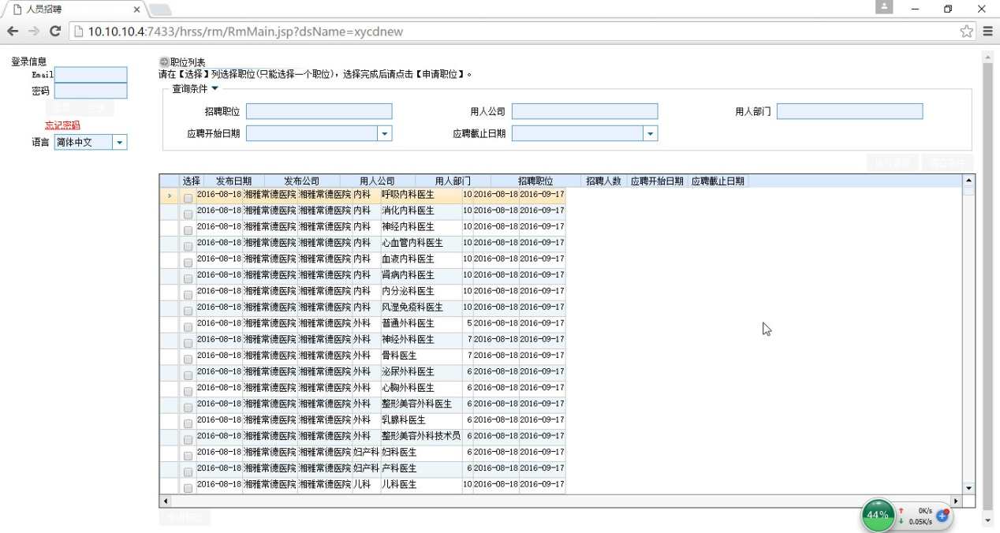 人员招聘
10.10.10.4:7433/hrss/rm/RmMain.jsp?dsName=xycdnew
登录信息
Email
密码
忘记密码
语言 简体中文
职位列表
请在【选择】列选择职位(只能选择一个职位)，选择完成后请点击【申请职位】。
查询条件
招聘职位 用人公司 用人部门
应聘开始日期 应聘截止日期
选择 发布日期 发布公司 用人公司 用人部门 招聘职位 招聘人数 应聘开始日期 应聘截止日期
2016-08-18 湘雅常德医院 湘雅常德医院 内科 呼吸内科医生 10 2016-08-18 2016-09-17
2016-08-18 湘雅常德医院 湘雅常德医院 内科 消化内科医生 10 2016-08-18 2016-09-17
2016-08-18 湘雅常德医院 湘雅常德医院 内科 神经内科医生 10 2016-08-18 2016-09-17
2016-08-18 湘雅常德医院 湘雅常德医院 内科 心血管内科医生 10 2016-08-18 2016-09-17
2016-08-18 湘雅常德医院 湘雅常德医院 内科 血液内科医生 10 2016-08-18 2016-09-17
2016-08-18 湘雅常德医院 湘雅常德医院 内科 肾病内科医生 10 2016-08-18 2016-09-17
2016-08-18 湘雅常德医院 湘雅常德医院 内科 内分泌科医生 10 2016-08-18 2016-09-17
2016-08-18 湘雅常德医院 湘雅常德医院 内科 风湿免疫科医生 10 2016-08-18 2016-09-17
2016-08-18 湘雅常德医院 湘雅常德医院 外科 普通外科医生 5 2016-08-18 2016-09-17
2016-08-18 湘雅常德医院 湘雅常德医院 外科 神经外科医生 7 2016-08-18 2016-09-17
2016-08-18 湘雅常德医院 湘雅常德医院 外科 骨科医生 7 2016-08-18 2016-09-17
2016-08-18 湘雅常德医院 湘雅常德医院 外科 泌尿外科医生 6 2016-08-18 2016-09-17
2016-08-18 湘雅常德医院 湘雅常德医院 外科 心胸外科医生 6 2016-08-18 2016-09-17
2016-08-18 湘雅常德医院 湘雅常德医院 外科 整形美容外科医生 6 2016-08-18 2016-09-17
2016-08-18 湘雅常德医院 湘雅常德医院 外科 乳腺科医生 6 2016-08-18 2016-09-17
2016-08-18 湘雅常德医院 湘雅常德医院 外科 整形美容外科技术员 6 2016-08-18 2016-09-17
2016-08-18 湘雅常德医院 湘雅常德医院 妇产科 妇科医生 6 2016-08-18 2016-09-17
2016-08-18 湘雅常德医院 湘雅常德医院 妇产科 产科医生 6 2016-08-18 2016-09-17
2016-08-18 湘雅常德医院 湘雅常德医院 儿科 儿科医生 10 2016-08-18 2016-09-17
申请职位
44%
0K/s
0.05K/s